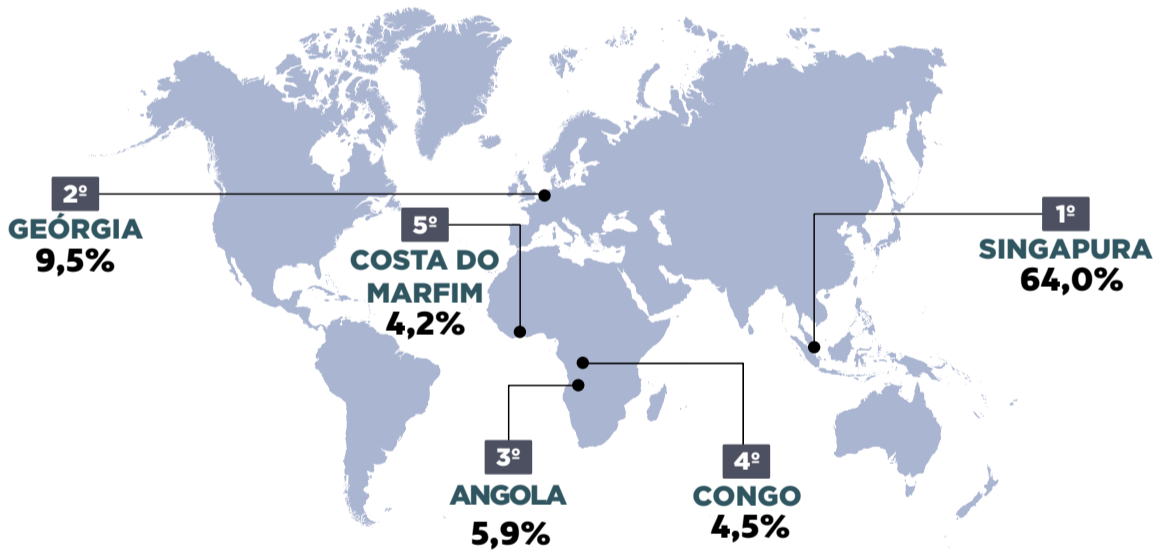 1º
SINGAPURA
64,0%
2º
GEÓRGIA
9,5%
5º
COSTA DO
MARFIM
4,2%
3º
ANGOLA
5,9%
4º
CONGO
4,5%